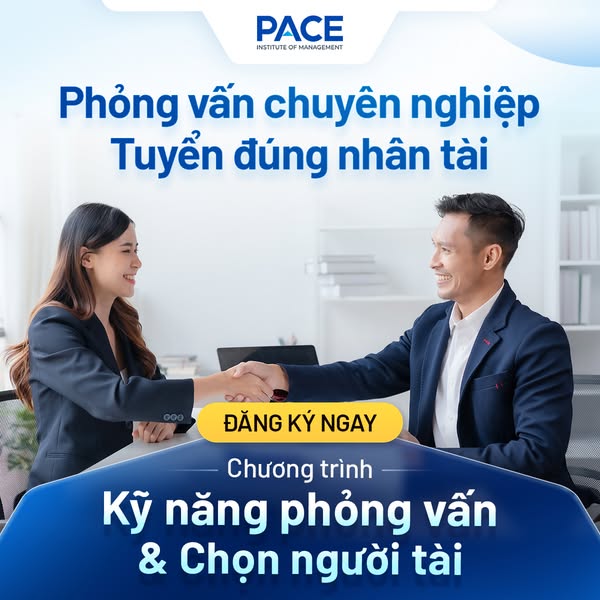 PACE
INSTITUTE OF MANAGEMENT
Phỏng vấn chuyên nghiệp
Tuyển đúng nhân tài
ĐĂNG KÝ NGAY
Chương trình
Kỹ năng phỏng vấn
& Chọn người tài